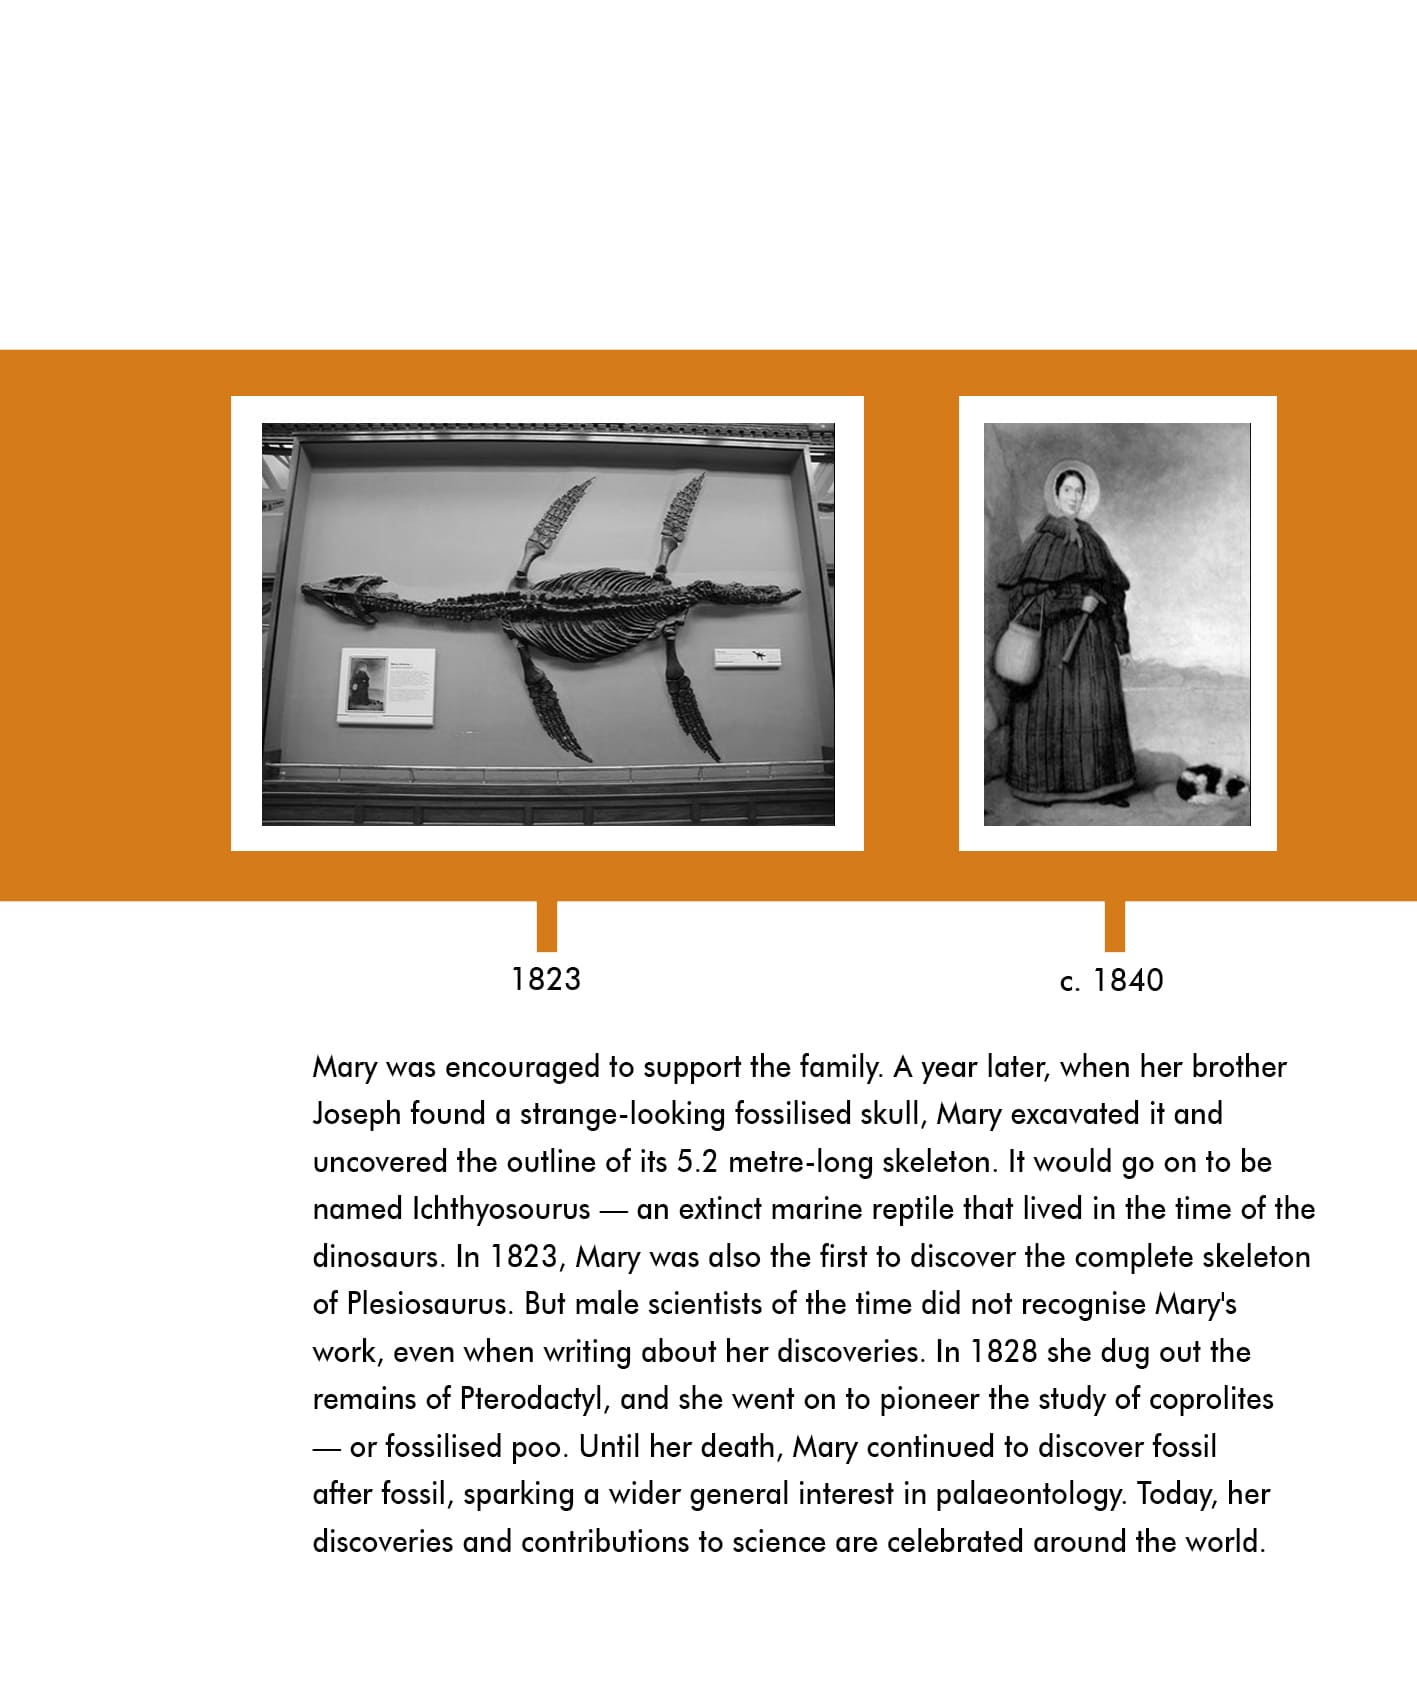 1823
c. 1840
Mary was encouraged to support the family. A year later, when her brother
Joseph found a strange-looking fossilised skull, Mary excavated it and
uncovered the outline of its 5.2 metre-long skeleton. It would go on to be
named Ichthyosourus — an extinct marine reptile that lived in the time of the
dinosaurs. In 1823, Mary was also the first to discover the complete skeleton
of Plesiosaurus. But male scientists of the time did not recognise Mary's
work, even when writing about her discoveries. In 1828 she dug out the
remains of Pterodactyl, and she went on to pioneer the study of coprolites
— or fossilised poo. Until her death, Mary continued to discover fossil
after fossil, sparking a wider general interest in palaeontology. Today, her
discoveries and contributions to science are celebrated around the world.